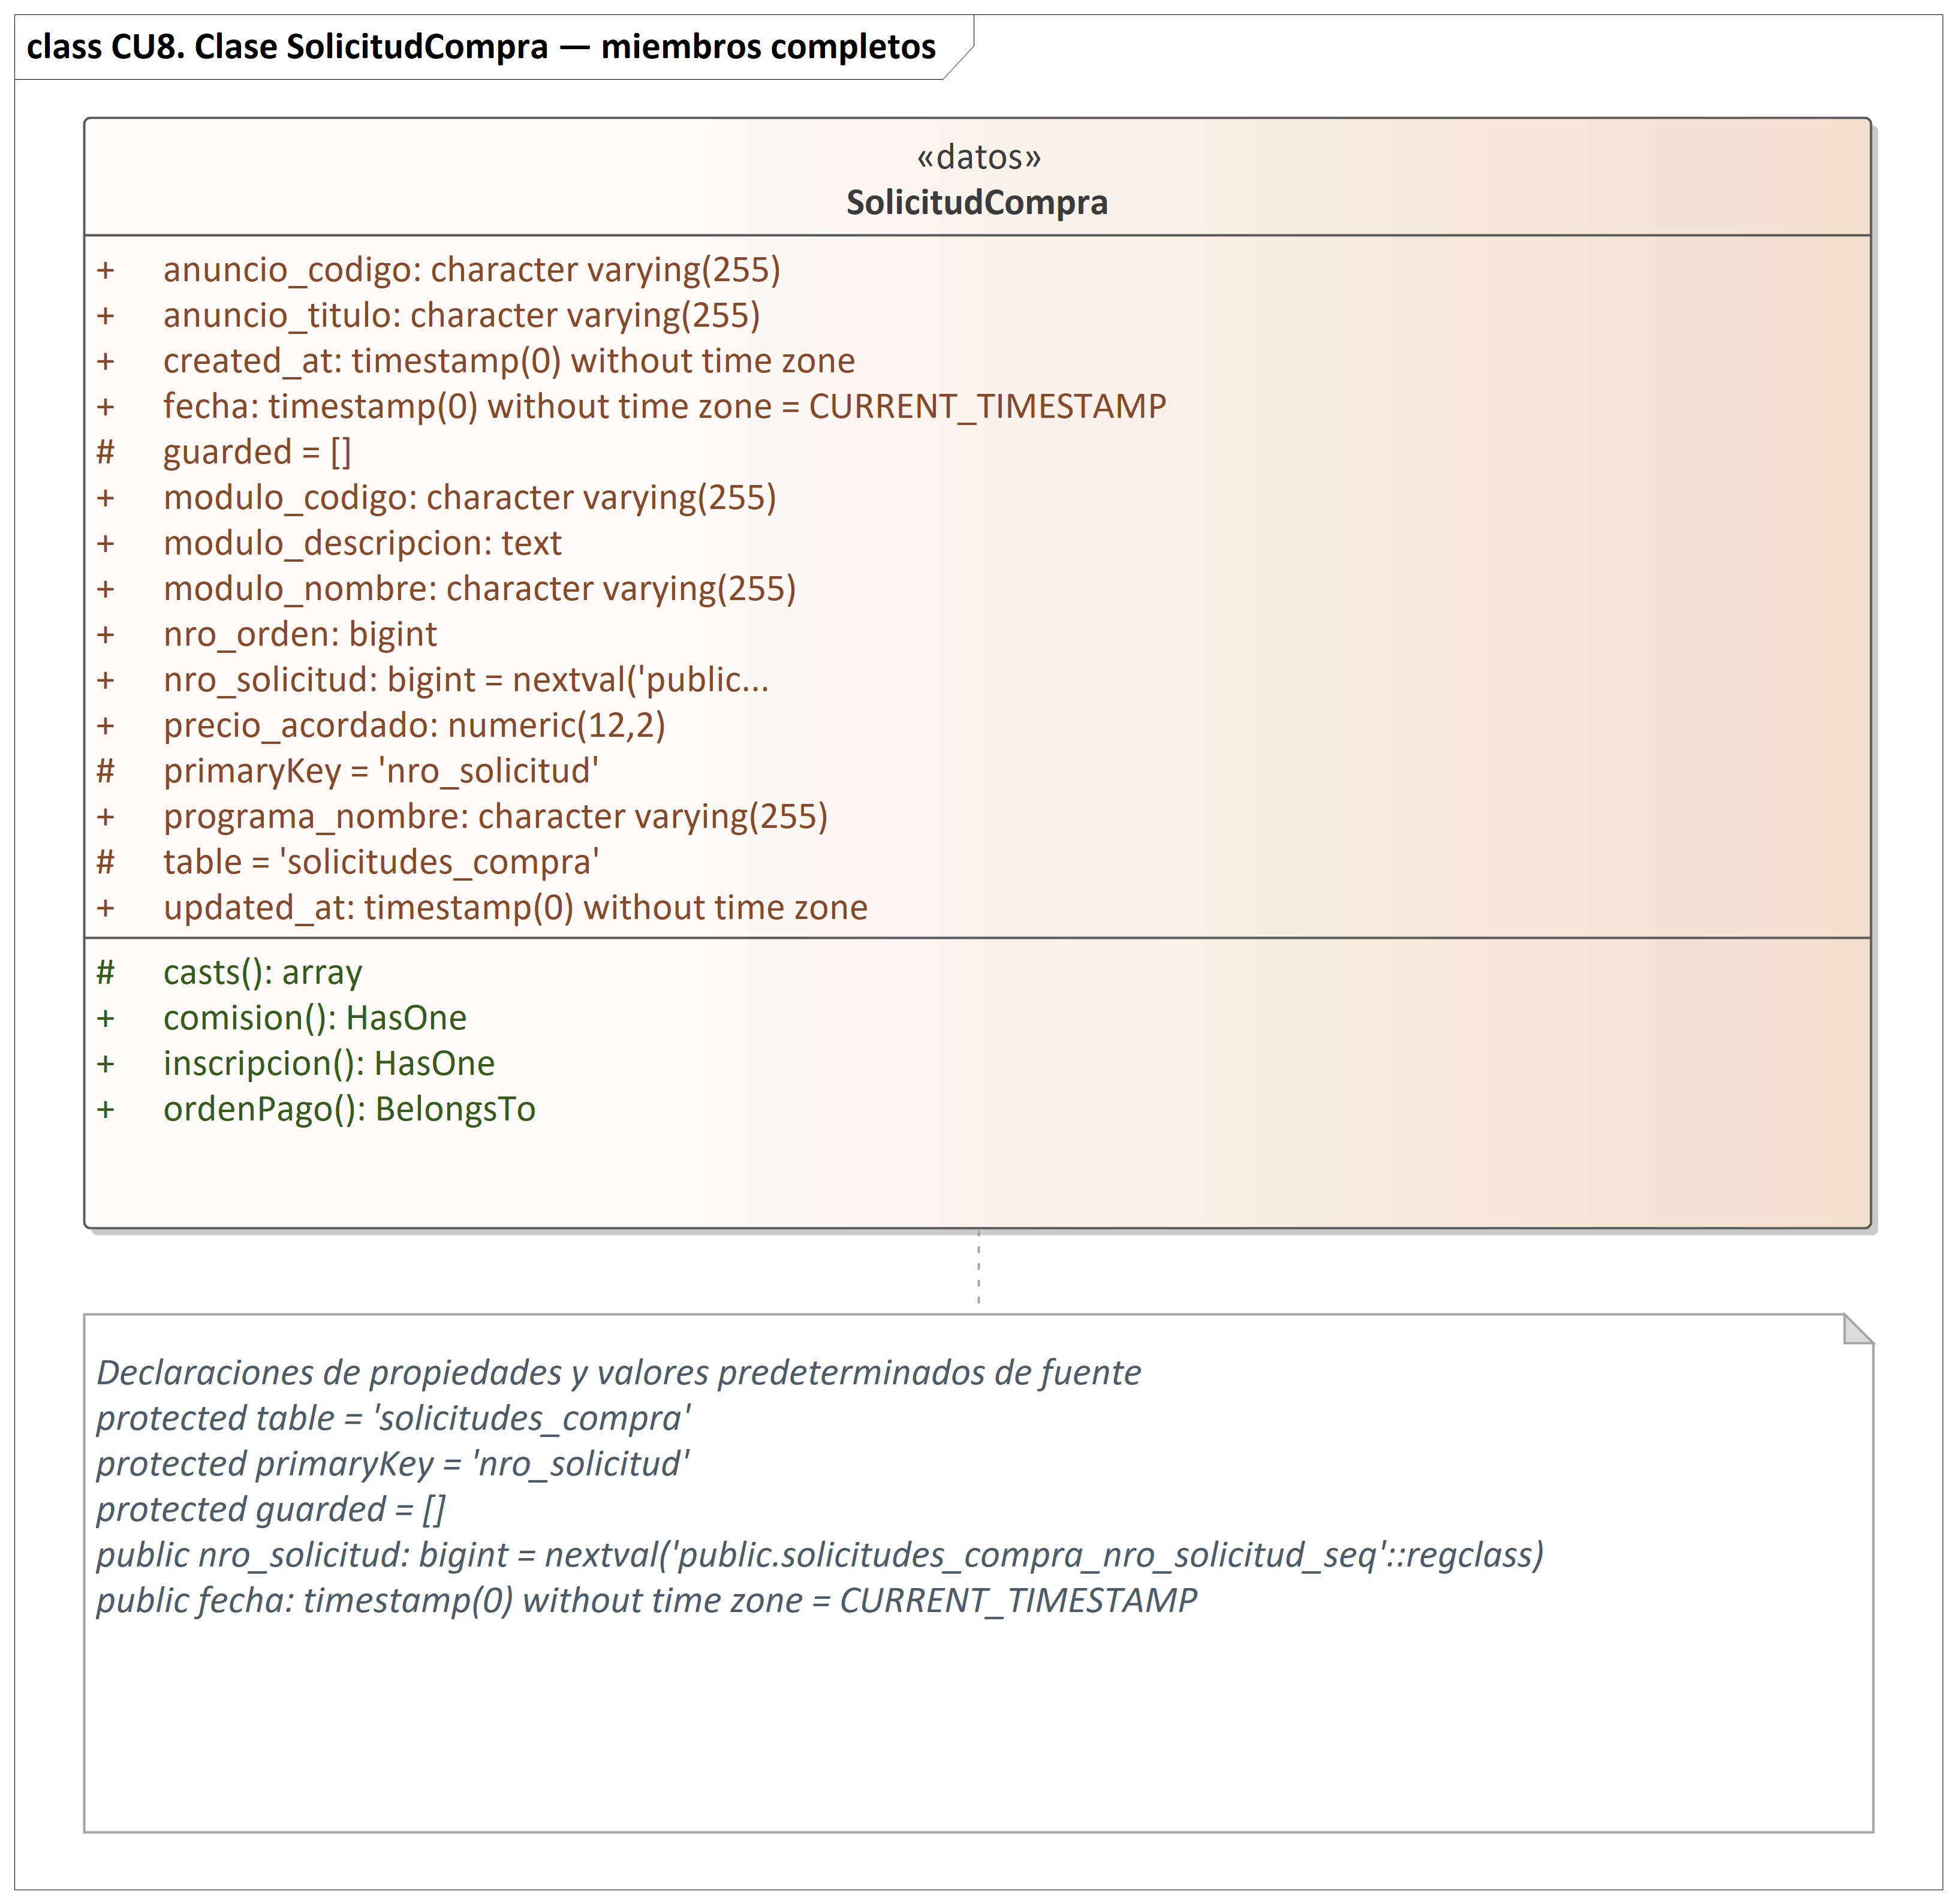 class CU8. Clase SolicitudCompra — miembros completos
«datos»
SolicitudCompra
+ anuncio_codigo: character varying(255)
+ anuncio_titulo: character varying(255)
+ created_at: timestamp(0) without time zone
+ fecha: timestamp(0) without time zone = CURRENT_TIMESTAMP
# guarded = []
+ modulo_codigo: character varying(255)
+ modulo_descripcion: text
+ modulo_nombre: character varying(255)
+ nro_orden: bigint
+ nro_solicitud: bigint = nextval('public...
+ precio_acordado: numeric(12,2)
# primaryKey = 'nro_solicitud'
+ programa_nombre: character varying(255)
# table = 'solicitudes_compra'
+ updated_at: timestamp(0) without time zone
# casts(): array
+ comision(): HasOne
+ inscripcion(): HasOne
+ ordenPago(): BelongsTo
Declaraciones de propiedades y valores predeterminados de fuente
protected table = 'solicitudes_compra'
protected primaryKey = 'nro_solicitud'
protected guarded = []
public nro_solicitud: bigint = nextval('public.solicitudes_compra_nro_solicitud_seq'::regclass)
public fecha: timestamp(0) without time zone = CURRENT_TIMESTAMP